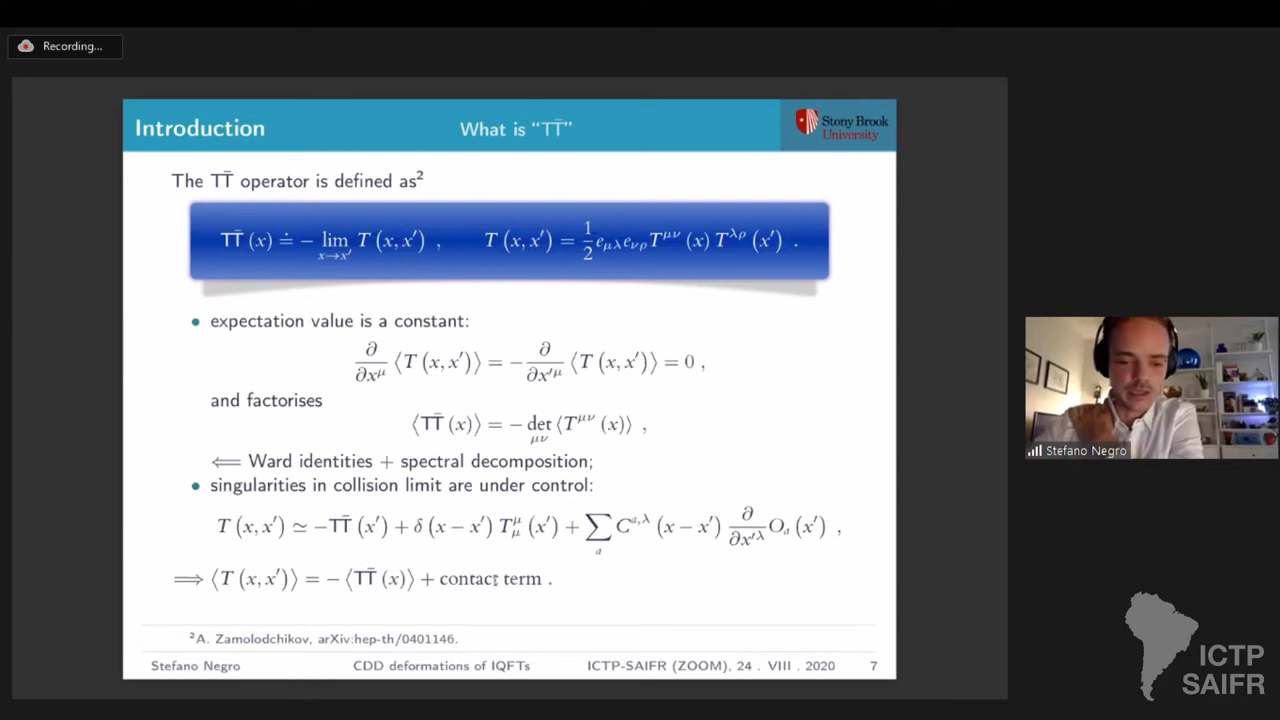 Recording...
Introduction
What is “TT̄”
Stony Brook
University
The TT̄ operator is defined as²
TT̄ (x) ≐ − lim_{x→x′} T (x, x′) , T (x, x′) = 1/2 e_{μλ} e_{νρ} T^{μν} (x) T^{λρ} (x′) .
• expectation value is a constant:
∂/∂x^μ ⟨T (x, x′)⟩ = − ∂/∂x′^μ ⟨T (x, x′)⟩ = 0 ,
and factorises
⟨TT̄ (x)⟩ = − det_{μν} ⟨T^{μν} (x)⟩ ,
⟸ Ward identities + spectral decomposition;
• singularities in collision limit are under control:
T (x, x′) ≃ −TT̄ (x′) + δ (x − x′) T^μ_μ (x′) + ∑_a C^{a,λ} (x − x′) ∂/∂x′^λ O_a (x′) ,
⟹ ⟨T (x, x′)⟩ = − ⟨TT̄ (x)⟩ + contact term .
²A. Zamolodchikov, arXiv:hep-th/0401146.
Stefano Negro CDD deformations of IQFTs ICTP-SAIFR (ZOOM), 24 . VIII . 2020 7
Stefano Negro
ICTP
SAIFR